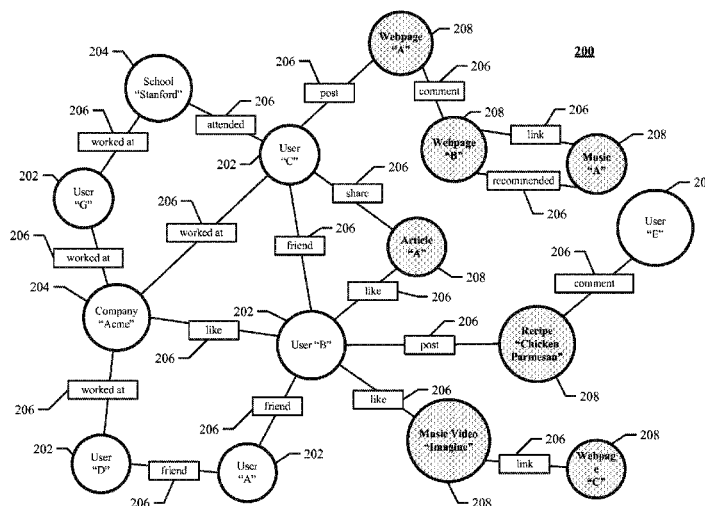 Webpage
"A"
208
200
204
School
"Stanford"
206
post
206
comment
206
attended
206
worked at
208
Webpage
"B"
206
link
208
Music
"A"
recommended
206
202
User
"C"
202
User
"G"
206
share
20
User
"E"
206
worked at
206
friend
206
worked at
Article
"A"
208
206
comment
204
Company
"Acme"
202
like
206
User "B"
206
like
206
post
Recipe
"Chicken
Parmesan"
208
206
worked at
206
friend
206
like
206
Music Video
"Imagine"
208
206
link
208
Webpag
e
"C"
202
User
"D"
friend
206
User
"A"
202